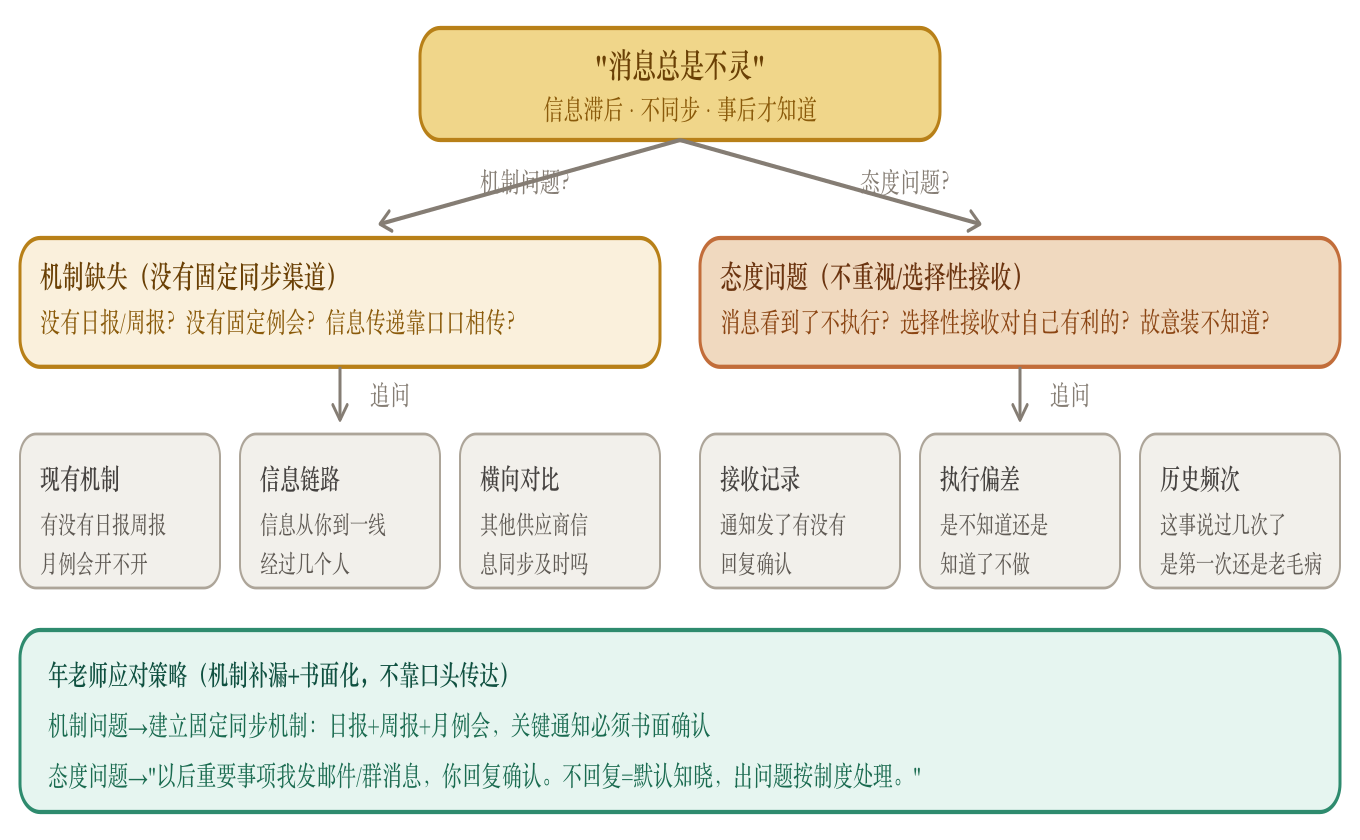 "消息总是不灵"
信息滞后 · 不同步 · 事后才知道
机制问题?
态度问题?
机制缺失（没有固定同步渠道）
没有日报/周报？没有固定例会？信息传递靠口口相传?
态度问题（不重视/选择性接收）
消息看到了不执行？选择性接收对自己有利的？故意装不知道?
追问
追问
现有机制
有没有日报周报
月例会开不开
信息链路
信息从你到一线
经过几个人
横向对比
其他供应商信
息同步及时吗
接收记录
通知发了有没有
回复确认
执行偏差
是不知道还是
知道了不做
历史频次
这事说过几次了
是第一次还是老毛病
年老师应对策略（机制补漏+书面化，不靠口头传达）
机制问题→建立固定同步机制：日报+周报+月例会，关键通知必须书面确认
态度问题→"以后重要事项我发邮件/群消息，你回复确认。不回复=默认知晓，出问题按制度处理。"